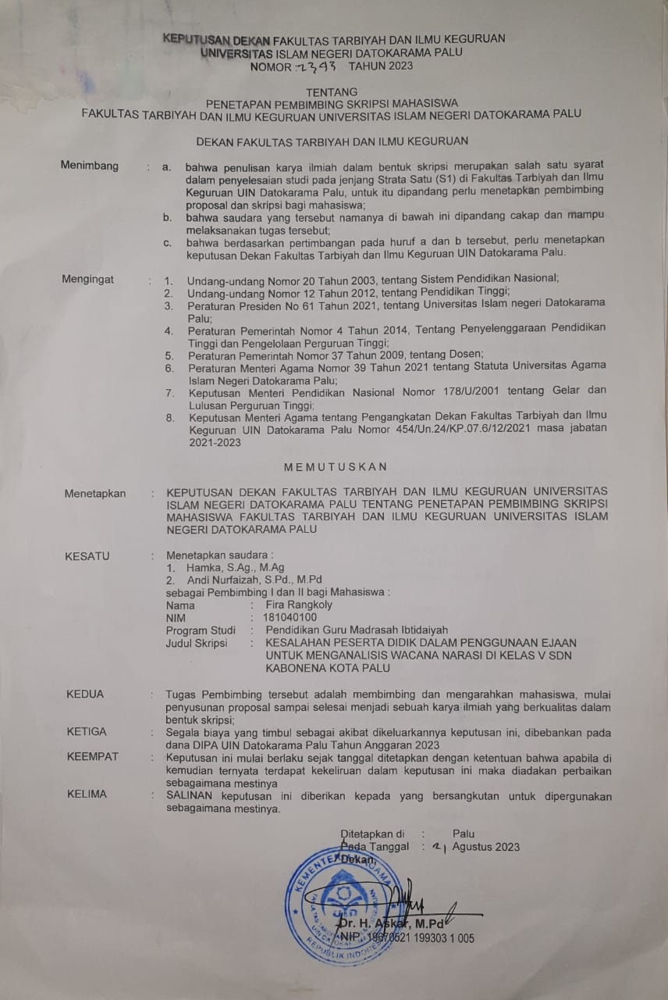 KEPUTUSAN DEKAN FAKULTAS TARBIYAH DAN ILMU KEGURUAN
UNIVERSITAS ISLAM NEGERI DATOKARAMA PALU
NOMOR : 2393 TAHUN 2023
TENTANG
PENETAPAN PEMBIMBING SKRIPSI MAHASISWA
FAKULTAS TARBIYAH DAN ILMU KEGURUAN UNIVERSITAS ISLAM NEGERI DATOKARAMA PALU
DEKAN FAKULTAS TARBIYAH DAN ILMU KEGURUAN
Menimbang : a. bahwa penulisan karya ilmiah dalam bentuk skripsi merupakan salah satu syarat
dalam penyelesaian studi pada jenjang Strata Satu (S1) di Fakultas Tarbiyah dan Ilmu
Keguruan UIN Datokarama Palu, untuk itu dipandang perlu menetapkan pembimbing
proposal dan skripsi bagi mahasiswa;
b. bahwa saudara yang tersebut namanya di bawah ini dipandang cakap dan mampu
melaksanakan tugas tersebut;
c. bahwa berdasarkan pertimbangan pada huruf a dan b tersebut, perlu menetapkan
keputusan Dekan Fakultas Tarbiyah dan Ilmu Keguruan UIN Datokarama Palu.
Mengingat : 1. Undang-undang Nomor 20 Tahun 2003, tentang Sistem Pendidikan Nasional;
2. Undang-undang Nomor 12 Tahun 2012, tentang Pendidikan Tinggi;
3. Peraturan Presiden No 61 Tahun 2021, tentang Universitas Islam negeri Datokarama
Palu;
4. Peraturan Pemerintah Nomor 4 Tahun 2014, Tentang Penyelenggaraan Pendidikan
Tinggi dan Pengelolaan Perguruan Tinggi;
5. Peraturan Pemerintah Nomor 37 Tahun 2009, tentang Dosen;
6. Peraturan Menteri Agama Nomor 39 Tahun 2021 tentang Statuta Universitas Agama
Islam Negeri Datokarama Palu;
7. Keputusan Menteri Pendidikan Nasional Nomor 178/U/2001 tentang Gelar dan
Lulusan Perguruan Tinggi;
8. Keputusan Menteri Agama tentang Pengangkatan Dekan Fakultas Tarbiyah dan Ilmu
Keguruan UIN Datokarama Palu Nomor 454/Un.24/KP.07.6/12/2021 masa jabatan
2021-2023
M E M U T U S K A N
Menetapkan : KEPUTUSAN DEKAN FAKULTAS TARBIYAH DAN ILMU KEGURUAN UNIVERSITAS
ISLAM NEGERI DATOKARAMA PALU TENTANG PENETAPAN PEMBIMBING SKRIPSI
MAHASISWA FAKULTAS TARBIYAH DAN ILMU KEGURUAN UNIVERSITAS ISLAM
NEGERI DATOKARAMA PALU
KESATU : Menetapkan saudara :
1. Hamka, S.Ag., M.Ag
2. Andi Nurfaizah, S.Pd., M.Pd
sebagai Pembimbing I dan II bagi Mahasiswa :
Nama : Fira Rangkoly
NIM : 181040100
Program Studi : Pendidikan Guru Madrasah Ibtidaiyah
Judul Skripsi : KESALAHAN PESERTA DIDIK DALAM PENGGUNAAN EJAAN
UNTUK MENGANALISIS WACANA NARASI DI KELAS V SDN
KABONENA KOTA PALU
KEDUA : Tugas Pembimbing tersebut adalah membimbing dan mengarahkan mahasiswa, mulai
penyusunan proposal sampai selesai menjadi sebuah karya ilmiah yang berkualitas dalam
bentuk skripsi;
KETIGA : Segala biaya yang timbul sebagai akibat dikeluarkannya keputusan ini, dibebankan pada
dana DIPA UIN Datokarama Palu Tahun Anggaran 2023
KEEMPAT : Keputusan ini mulai berlaku sejak tanggal ditetapkan dengan ketentuan bahwa apabila di
kemudian ternyata terdapat kekeliruan dalam keputusan ini maka diadakan perbaikan
sebagaimana mestinya
KELIMA : SALINAN keputusan ini diberikan kepada yang bersangkutan untuk dipergunakan
sebagaimana mestinya.
Ditetapkan di : Palu
Pada Tanggal : 21 Agustus 2023
Dekan,
KEMENTERIAN AGAMA
REPUBLIK INDONESIA
Dr. H. Askar, M.Pd
NIP. 19670521 199303 1 005